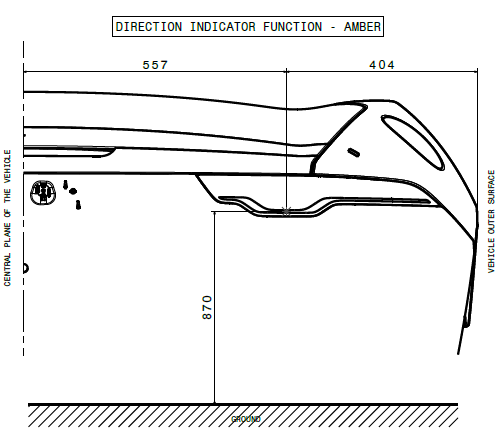 DIRECTION INDICATOR FUNCTION - AMBER
557
404
CENTRAL PLANE OF THE VEHICLE
VEHICLE OUTER SURFACE
870
GROUND